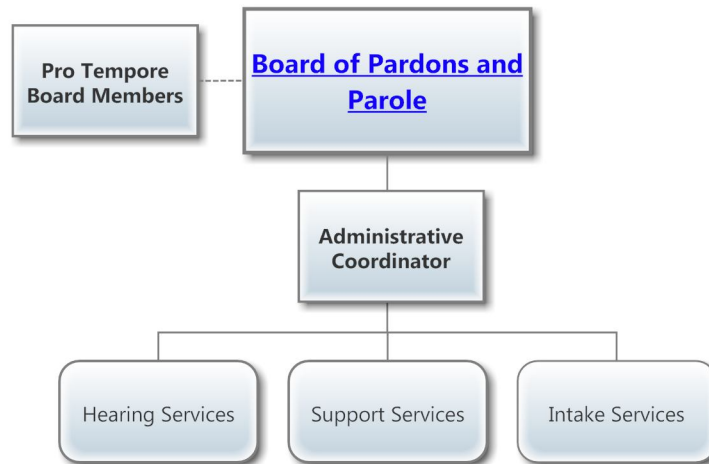 Pro Tempore
Board Members
Board of Pardons and
Parole
Administrative
Coordinator
Hearing Services
Support Services
Intake Services